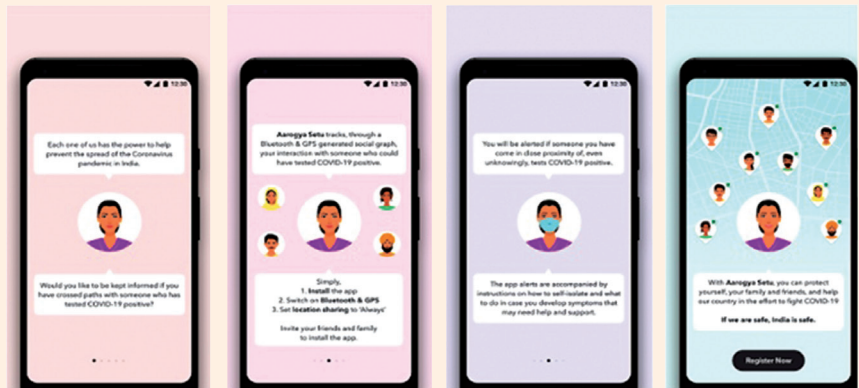 12:30
Each one of us has the power to help
prevent the spread of the Coronavirus
pandemic in India.
Would you like to be kept informed if you
have crossed paths with someone who has
tested COVID-19 positive?
12:30
Aarogya Setu tracks, through a
Bluetooth & GPS generated social graph,
your interaction with someone who could
have tested COVID-19 positive.
Simply,
1. Install the app
2. Switch on Bluetooth & GPS
3. Set location sharing to 'Always'
Invite your friends and family
to install the app.
12:30
You will be alerted if someone you have
come in close proximity of, even
unknowingly, tests COVID-19 positive.
The app alerts are accompanied by
instructions on how to self-isolate and what
to do in case you develop symptoms that
may need help and support.
12:30
With Aarogya Setu, you can protect
yourself, your family and friends, and help
our country in the effort to fight COVID-19
If we are safe, India is safe.
Register Now